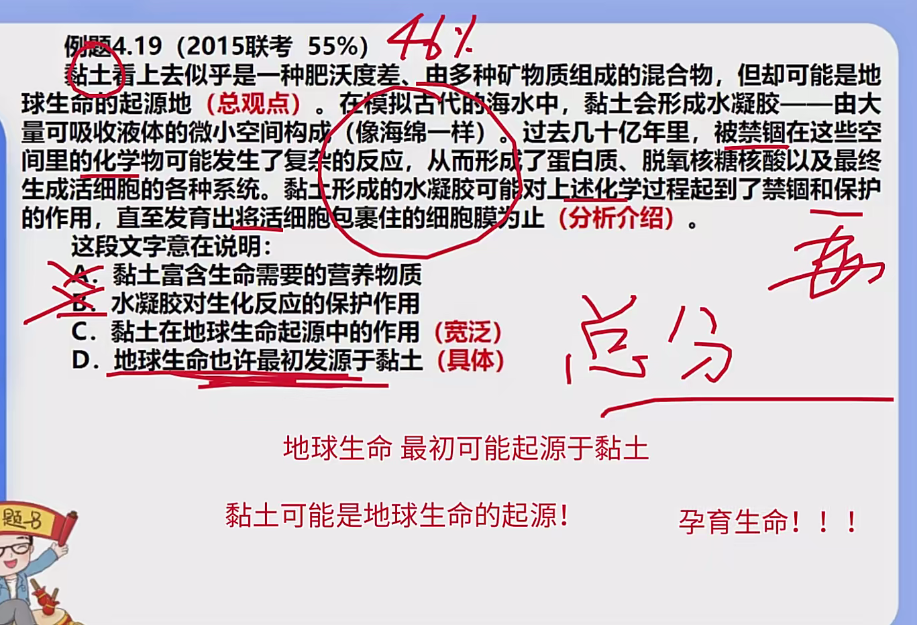 例题4.19（2015联考 55%） 46%
黏土看上去似乎是一种肥沃度差、由多种矿物质组成的混合物，但却可能是地
球生命的起源地（总观点）。在模拟古代的海水中，黏土会形成水凝胶——由大
量可吸收液体的微小空间构成（像海绵一样）。过去几十亿年里，被禁锢在这些空
间里的化学物可能发生了复杂的反应，从而形成了蛋白质、脱氧核糖核酸以及最终
生成活细胞的各种系统。黏土形成的水凝胶可能对上述化学过程起到了禁锢和保护
的作用，直至发育出将活细胞包裹住的细胞膜为止（分析介绍）。
这段文字意在说明：
A．黏土富含生命需要的营养物质
B．水凝胶对生化反应的保护作用
C．黏土在地球生命起源中的作用（宽泛）
D．地球生命也许最初发源于黏土（具体）
总分
地球生命 最初可能起源于黏土
黏土可能是地球生命的起源！
孕育生命！！！